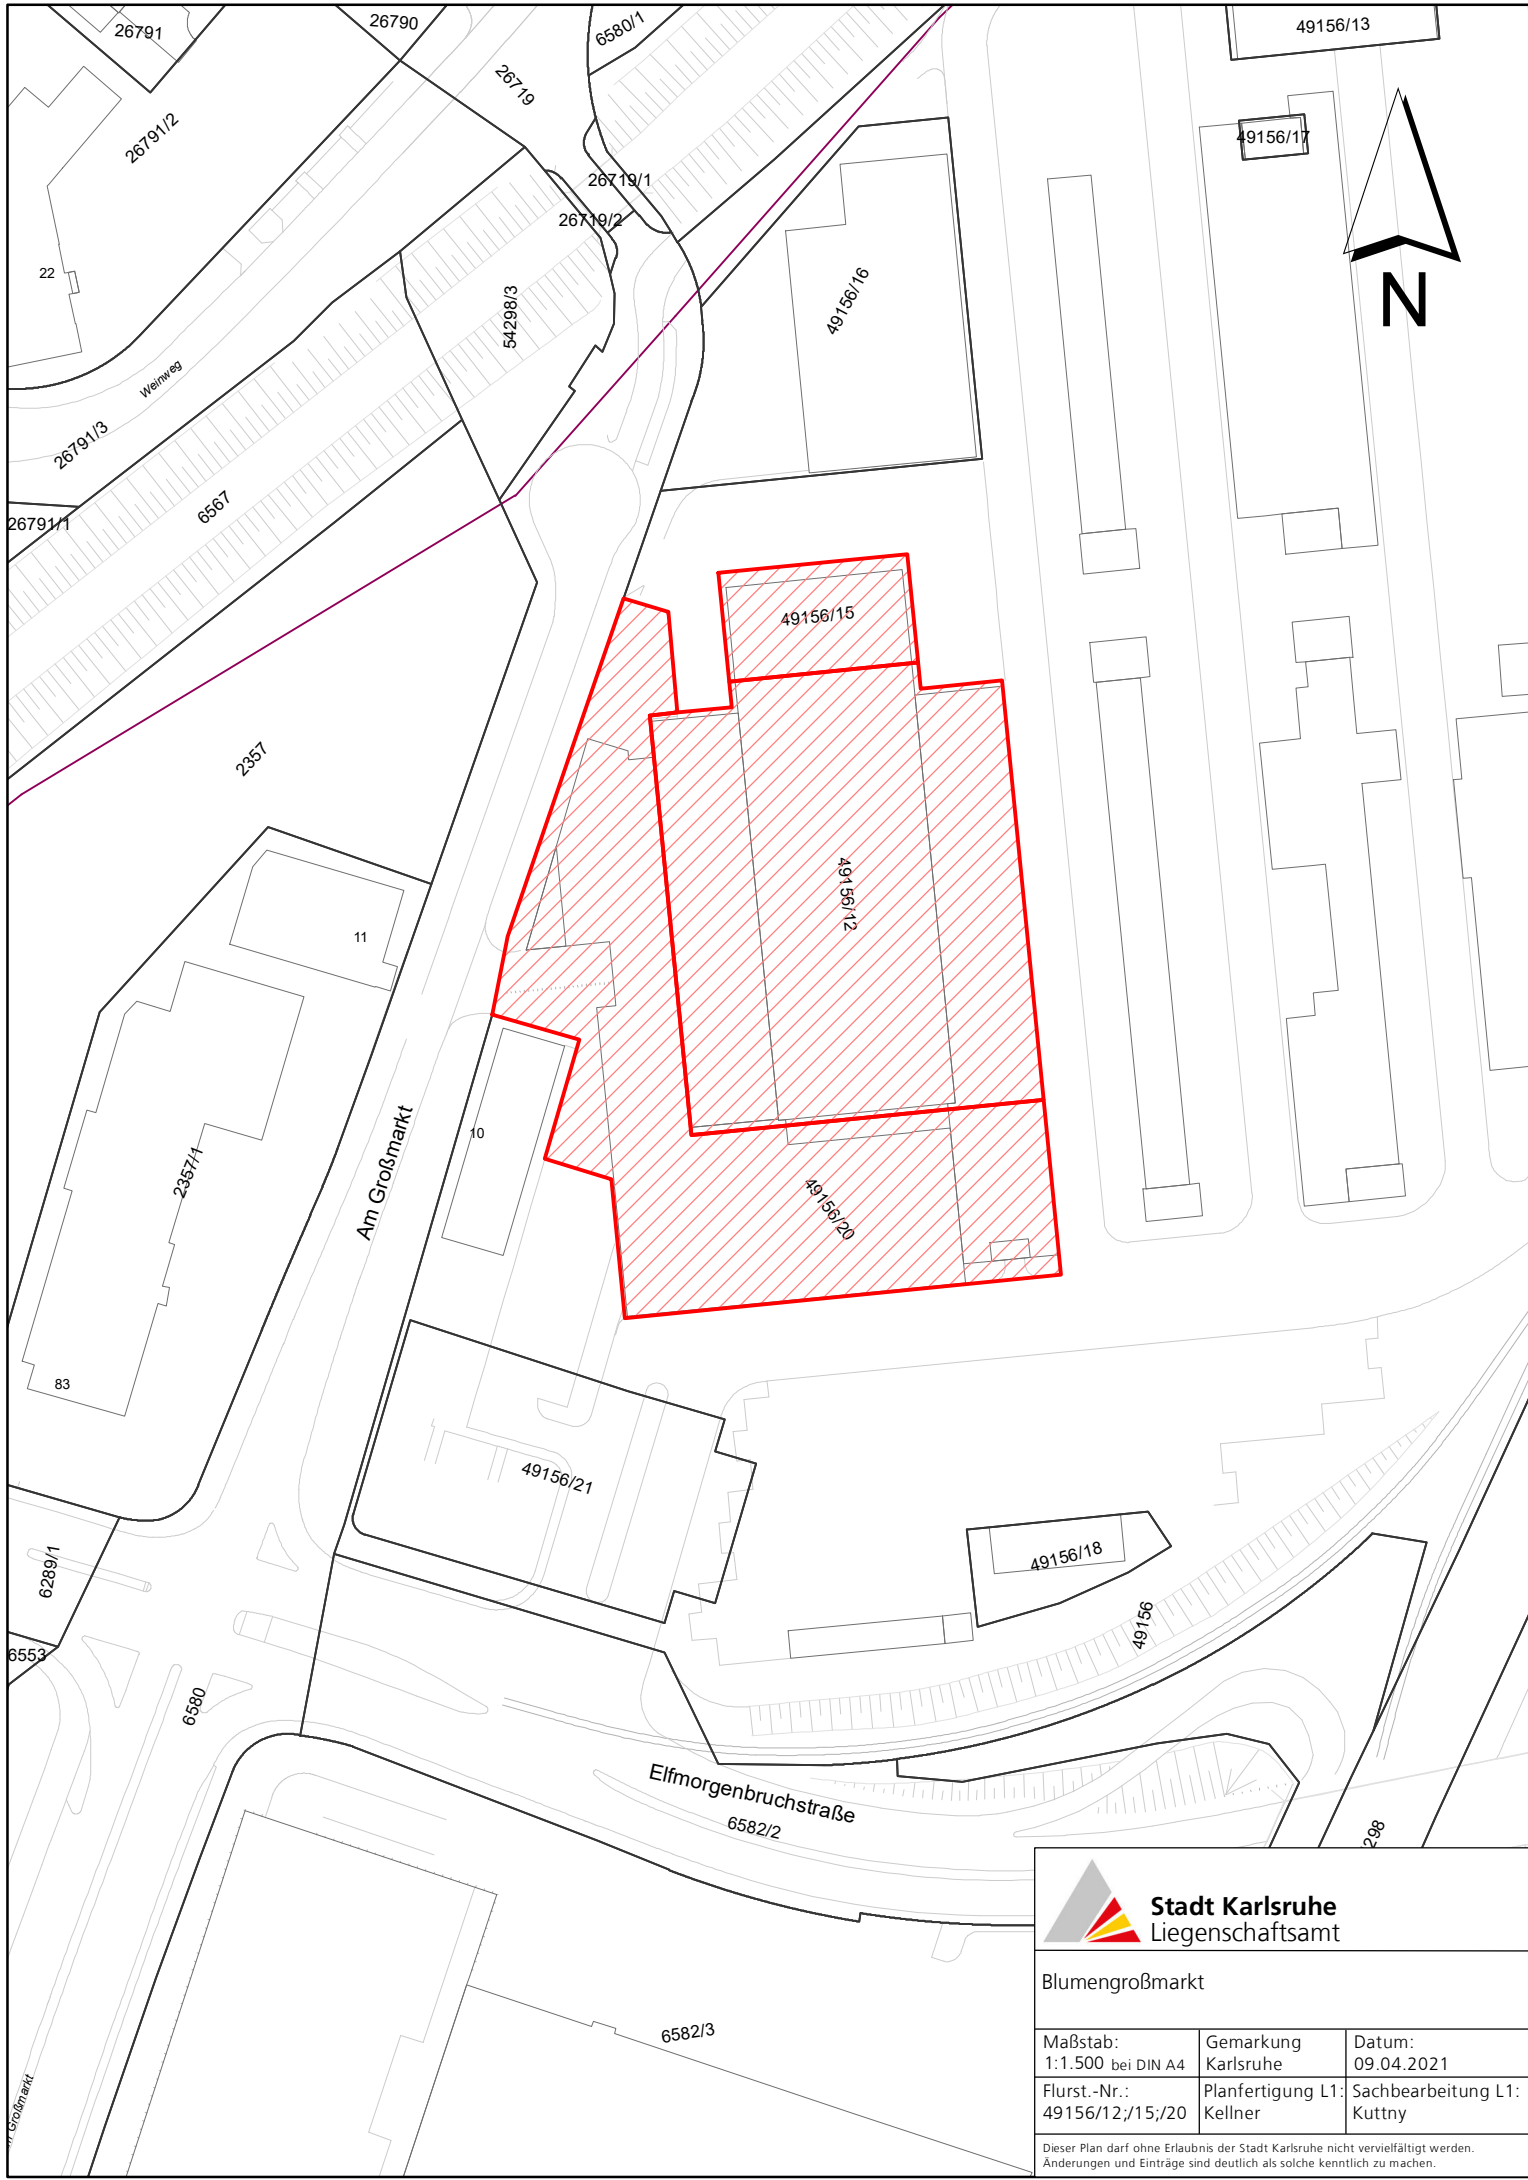 26791
26790
6580/1
49156/13
26719
26791/2
49156/17
26719/1
26719/2
N
22
54298/3
49156/16
Weinweg
26791/3
6567
26791/1
49156/15
2357
49156/12
11
Am Großmarkt
10
2357/1
49156/20
83
49156/21
6289/1
49156/18
49156
6553
6580
Elfmorgenbruchstraße
6582/2
298
6582/3
Großmarkt
Stadt Karlsruhe
Liegenschaftsamt
Blumengroßmarkt
Maßstab:
1:1.500 bei DIN A4
Gemarkung
Karlsruhe
Datum:
09.04.2021
Flurst.-Nr.:
49156/12;/15;/20
Planfertigung L1:
Kellner
Sachbearbeitung L1:
Kuttny
Dieser Plan darf ohne Erlaubnis der Stadt Karlsruhe nicht vervielfältigt werden.
Änderungen und Einträge sind deutlich als solche kenntlich zu machen.